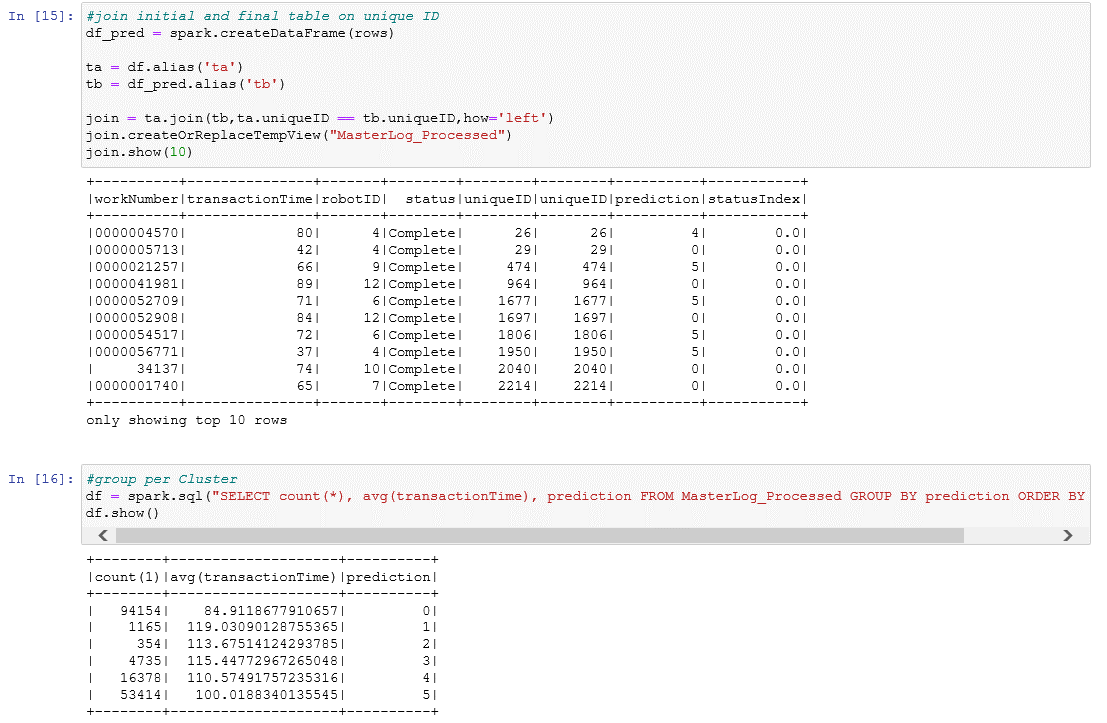 In [15]: #join initial and final table on unique ID
df_pred = spark.createDataFrame(rows)
ta = df.alias('ta')
tb = df_pred.alias('tb')
join = ta.join(tb,ta.uniqueID == tb.uniqueID,how='left')
join.createOrReplaceTempView("MasterLog_Processed")
join.show(10)
+----------+---------------+-------+--------+--------+--------+----------+-----------+
|workNumber|transactionTime|robotID|  status|uniqueID|uniqueID|prediction|statusIndex|
+----------+---------------+-------+--------+--------+--------+----------+-----------+
|0000004570|             80|      4|Complete|      26|      26|         4|        0.0|
|0000005713|             42|      4|Complete|      29|      29|         0|        0.0|
|0000021257|             66|      9|Complete|     474|     474|         5|        0.0|
|0000041981|             89|     12|Complete|     964|     964|         0|        0.0|
|0000052709|             71|      6|Complete|    1677|    1677|         5|        0.0|
|0000052908|             84|     12|Complete|    1697|    1697|         0|        0.0|
|0000054517|             72|      6|Complete|    1806|    1806|         5|        0.0|
|0000056771|             37|      4|Complete|    1950|    1950|         5|        0.0|
|     34137|             74|     10|Complete|    2040|    2040|         0|        0.0|
|0000001740|             65|      7|Complete|    2214|    2214|         0|        0.0|
+----------+---------------+-------+--------+--------+--------+----------+-----------+
only showing top 10 rows
In [16]: #group per Cluster
df = spark.sql("SELECT count(*), avg(transactionTime), prediction FROM MasterLog_Processed GROUP BY prediction ORDER BY
df.show()
+--------+--------------------+----------+
|count(1)|avg(transactionTime)|prediction|
+--------+--------------------+----------+
|   94154|    84.9118677910657|         0|
|    1165|  119.03090128755365|         1|
|     354|  113.67514124293785|         2|
|    4735|  115.44772967265048|         3|
|   16378|  110.57491757235316|         4|
|   53414|   100.0188340135545|         5|
+--------+--------------------+----------+